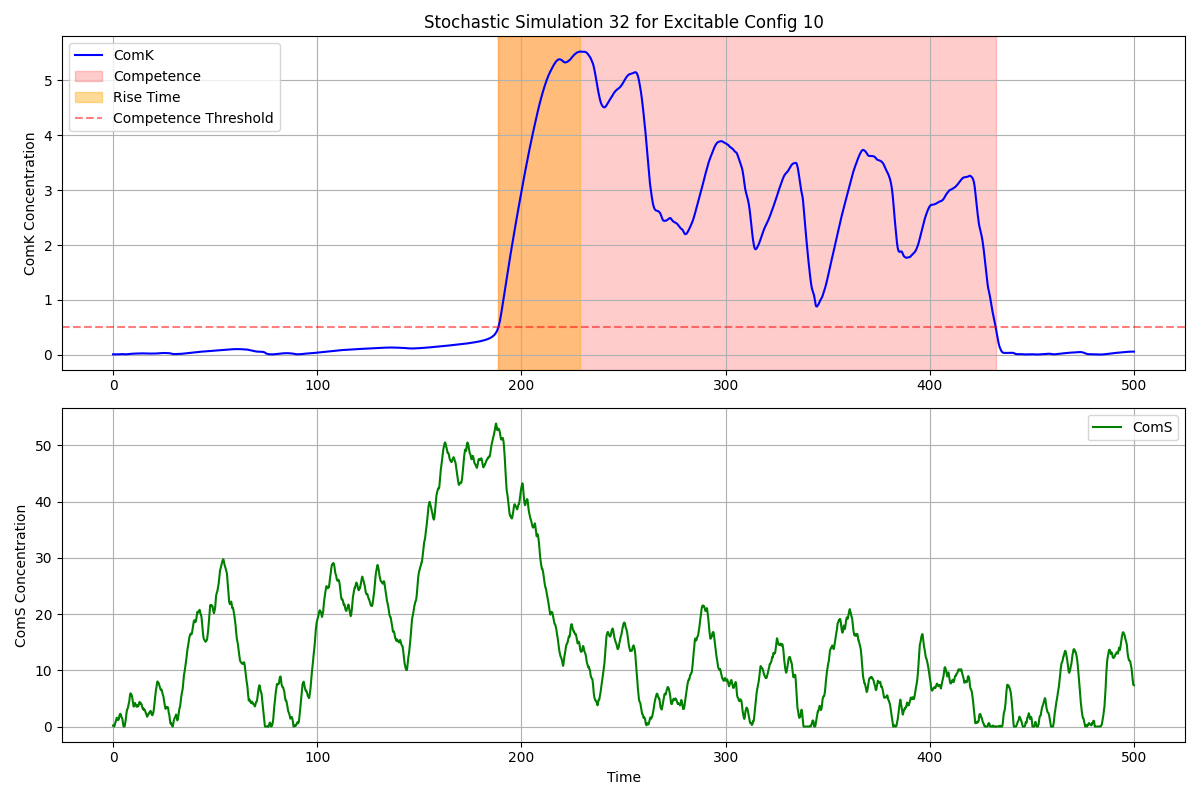 Stochastic Simulation 32 for Excitable Config 10
ComK
Competence
Rise Time
Competence Threshold
ComK Concentration
5
4
3
2
1
0
0 100 200 300 400 500
ComS
ComS Concentration
50
40
30
20
10
0
0 100 200 300 400 500
Time